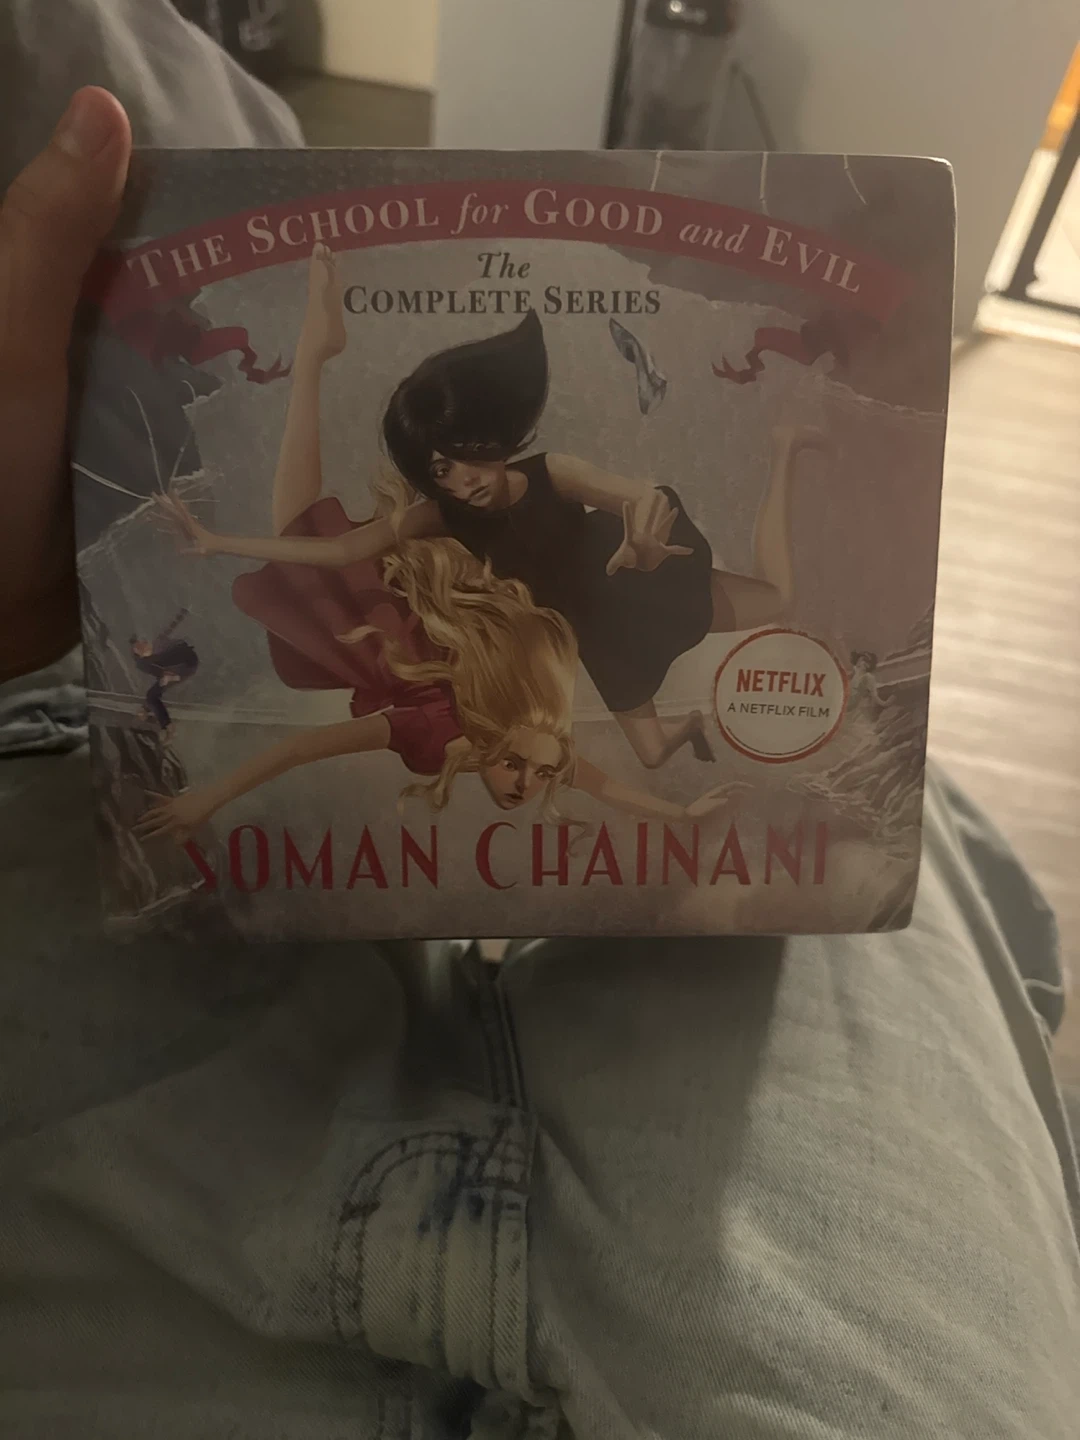 THE SCHOOL for GOOD and EVIL
The
COMPLETE SERIES
NETFLIX
A NETFLIX FILM
SOMAN CHAINANI